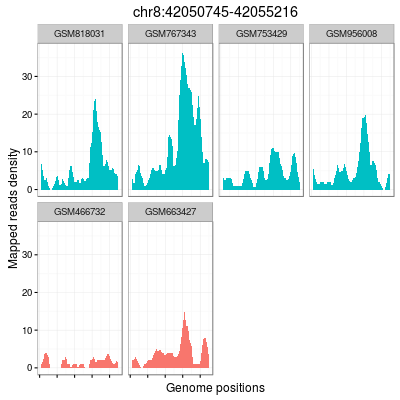 chr8:42050745-42055216
GSM818031 GSM767343 GSM753429 GSM956008
30
20
10
0
GSM466732 GSM663427
30
20
10
0
Mapped reads density
Genome positions